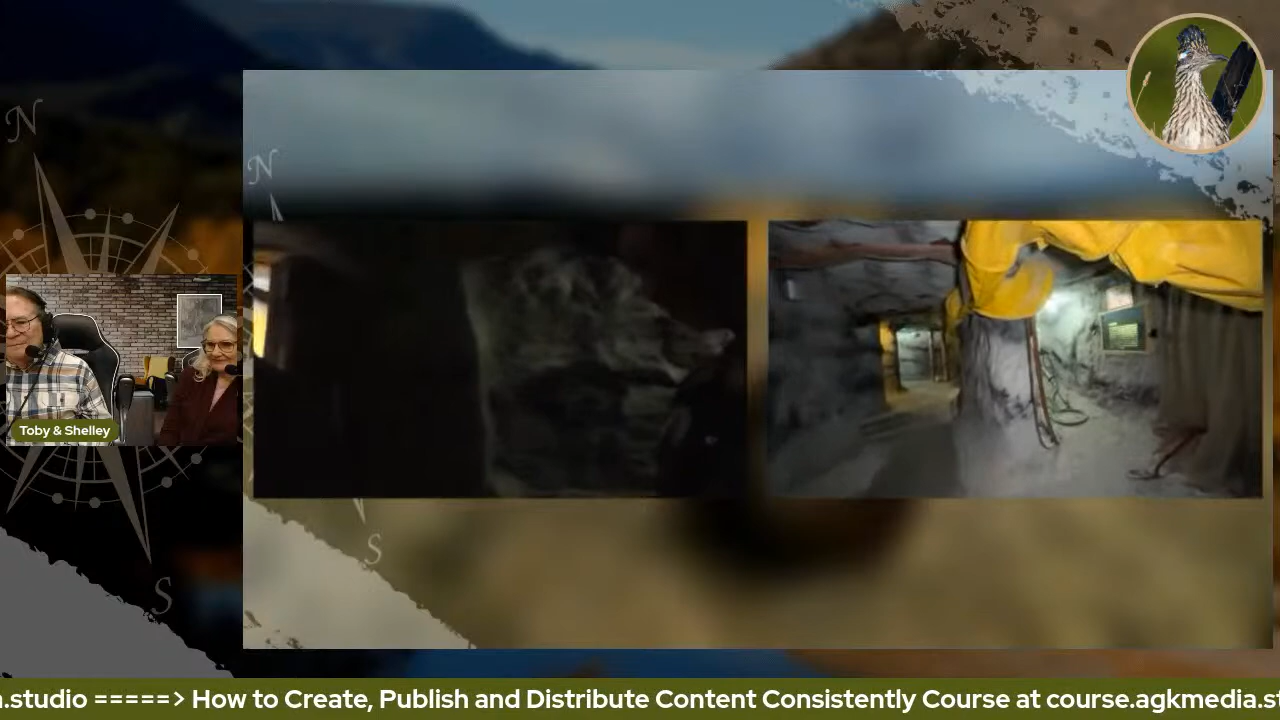 N
N
Toby & Shelley
S
S
a.studio =====> How to Create, Publish and Distribute Content Consistently Course at course.agkmedia.st